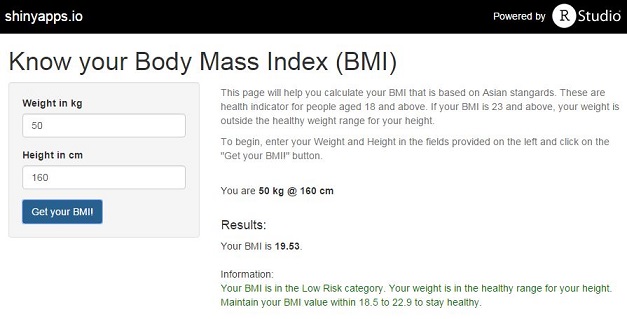 shinyapps.io
Powered by R Studio
Know your Body Mass Index (BMI)
Weight in kg
50
Height in cm
160
Get your BMI!
This page will help you calculate your BMI that is based on Asian stangards. These are
health indicator for people aged 18 and above. If your BMI is 23 and above, your weight is
outside the healthy weight range for your height.
To begin, enter your Weight and Height in the fields provided on the left and click on the
"Get your BMI!" button.
You are 50 kg @ 160 cm
Results:
Your BMI is 19.53.
Information:
Your BMI is in the Low Risk category. Your weight is in the healthy range for your height.
Maintain your BMI value within 18.5 to 22.9 to stay healthy.